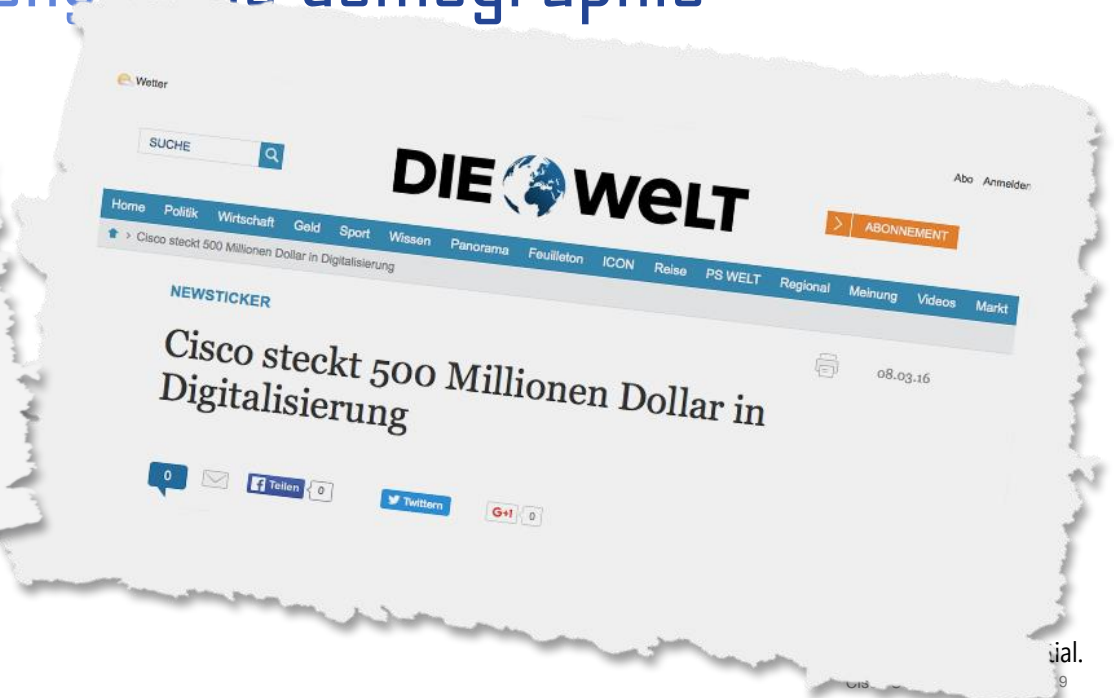 Wetter
SUCHE
DIE WELT
Abo Anmelden
ABONNEMENT
Home Politik Wirtschaft Geld Sport Wissen Panorama Feuilleton ICON Reise PS WELT Regional Meinung Videos Markt
> Cisco steckt 500 Millionen Dollar in Digitalisierung
NEWSTICKER
Cisco steckt 500 Millionen Dollar in
Digitalisierung
08.03.16
0 f Teilen 0 Twittern G+1 0